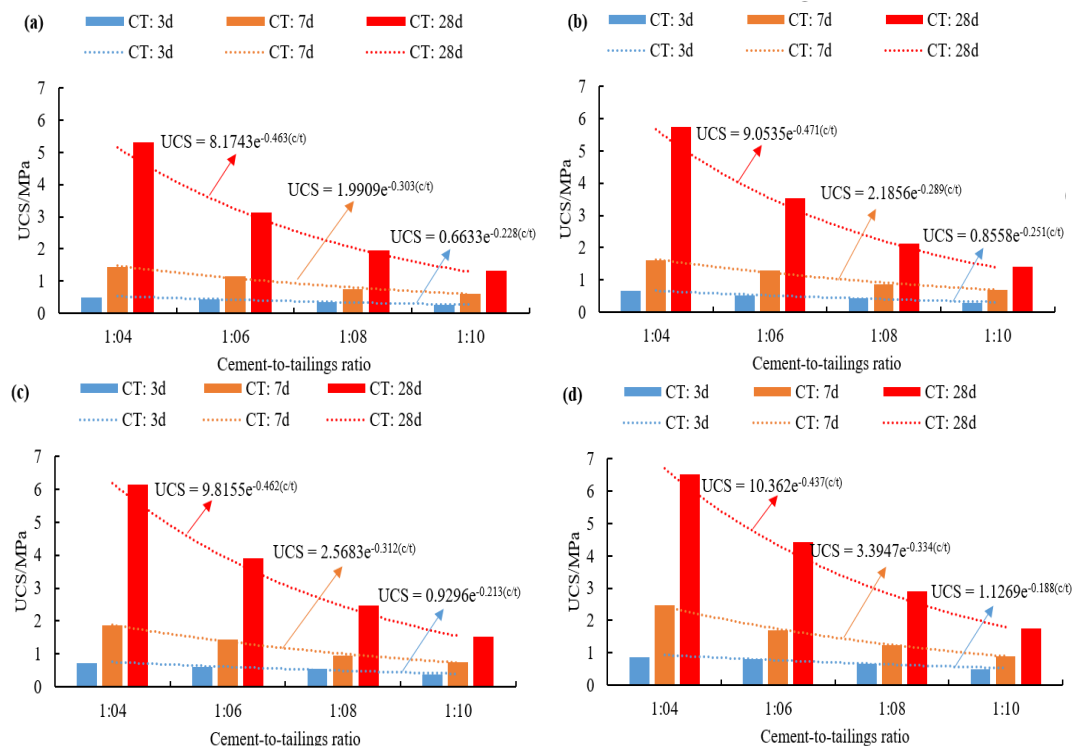 (a)
CT: 3d CT: 7d CT: 28d
CT: 3d CT: 7d CT: 28d
UCS/MPa
7
6
5
4
3
2
1
0
UCS = 8.1743e^-0.463(c/t)
UCS = 1.9909e^-0.303(c/t)
UCS = 0.6633e^-0.228(c/t)
1:04 1:06 1:08 1:10
Cement-to-tailings ratio
(b)
CT: 3d CT: 7d CT: 28d
CT: 3d CT: 7d CT: 28d
UCS/MPa
7
6
5
4
3
2
1
0
UCS = 9.0535e^-0.471(c/t)
UCS = 2.1856e^-0.289(c/t)
UCS = 0.8558e^-0.251(c/t)
1:04 1:06 1:08 1:10
Cement-to-tailings ratio
(c)
CT: 3d CT: 7d CT: 28d
CT: 3d CT: 7d CT: 28d
UCS/MPa
7
6
5
4
3
2
1
0
UCS = 9.8155e^-0.462(c/t)
UCS = 2.5683e^-0.312(c/t)
UCS = 0.9296e^-0.213(c/t)
1:04 1:06 1:08 1:10
Cement-to-tailings ratio
(d)
CT: 3d CT: 7d CT: 28d
CT: 3d CT: 7d CT: 28d
UCS/MPa
7
6
5
4
3
2
1
0
UCS = 10.362e^-0.437(c/t)
UCS = 3.3947e^-0.334(c/t)
UCS = 1.1269e^-0.188(c/t)
1:04 1:06 1:08 1:10
Cement-to-tailings ratio